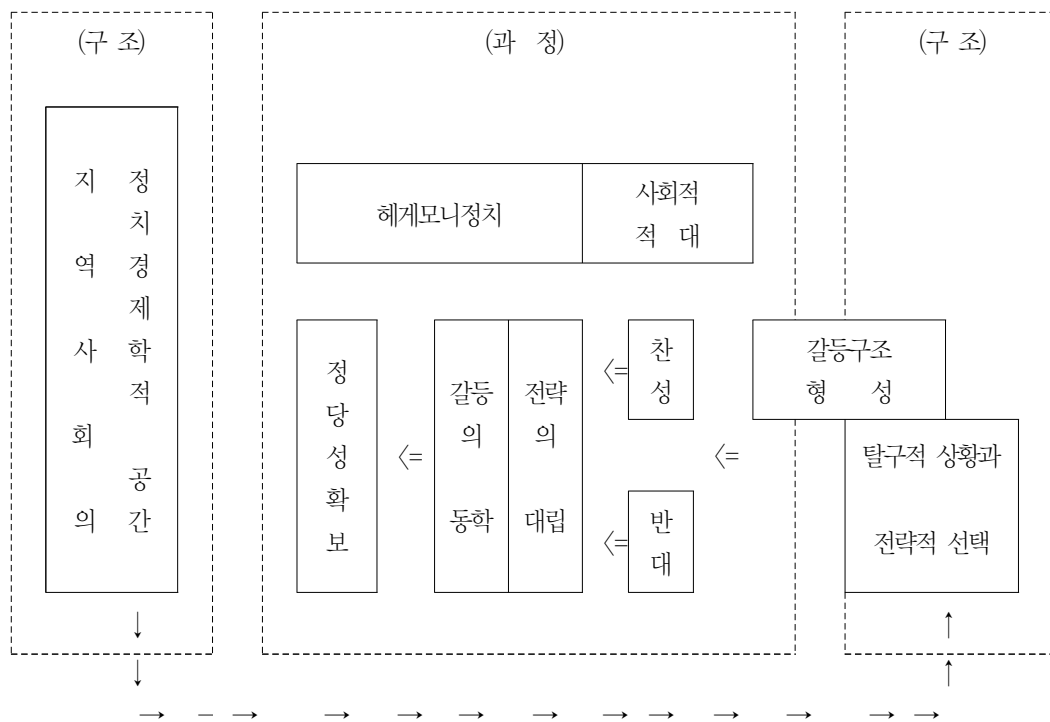 (구 조)
지역사회의
정치경제학적 공간
↓
↓
(과 정)
헤게모니정치
사회적
적 대
정당성확보
〈=
갈등의 동학
전략의 대립
〈=
찬성
〈=
반대
〈=
(구 조)
갈등구조
형 성
탈구적 상황과
전략적 선택
↑
↑
→ – → → → → → → → → → → →